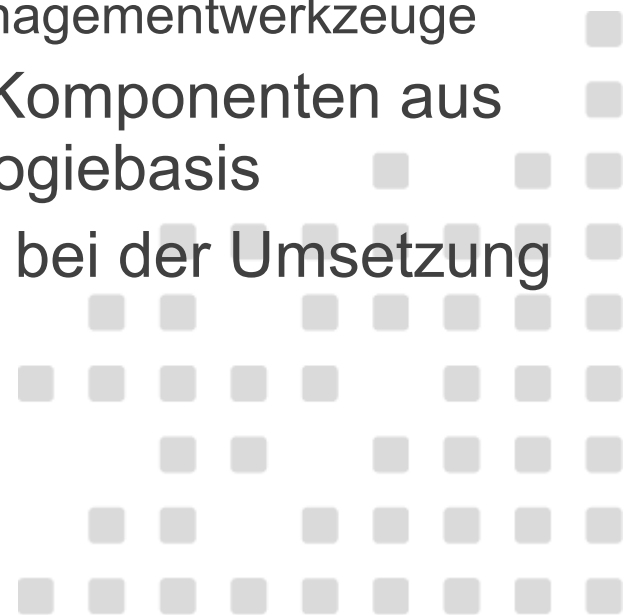 nagementwerkzeuge
Komponenten aus
ogiebasis
bei der Umsetzung